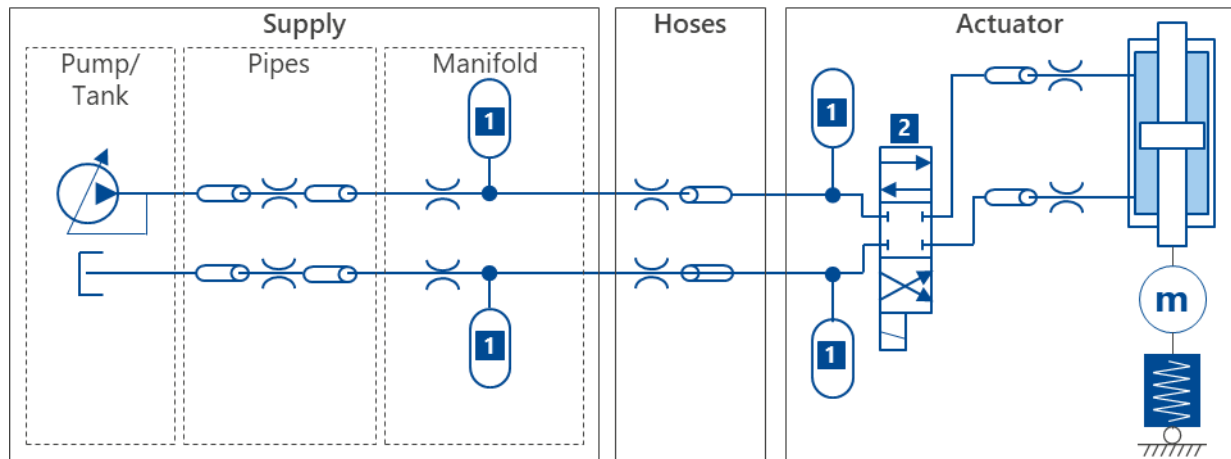 Supply
Hoses
Actuator
Pump/
Tank
Pipes
Manifold
1
1
2
1
1
m